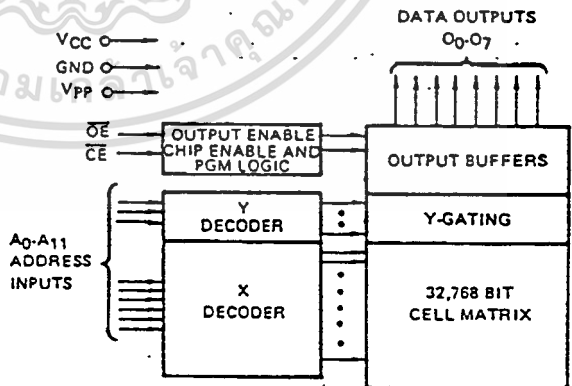 DATA OUTPUTS
O0-O7
VCC
GND
VPP
OE
CE
OUTPUT ENABLE
CHIP ENABLE AND
PGM LOGIC
OUTPUT BUFFERS
Y
DECODER
Y-GATING
A0-A11
ADDRESS
INPUTS
X
DECODER
32,768 BIT
CELL MATRIX